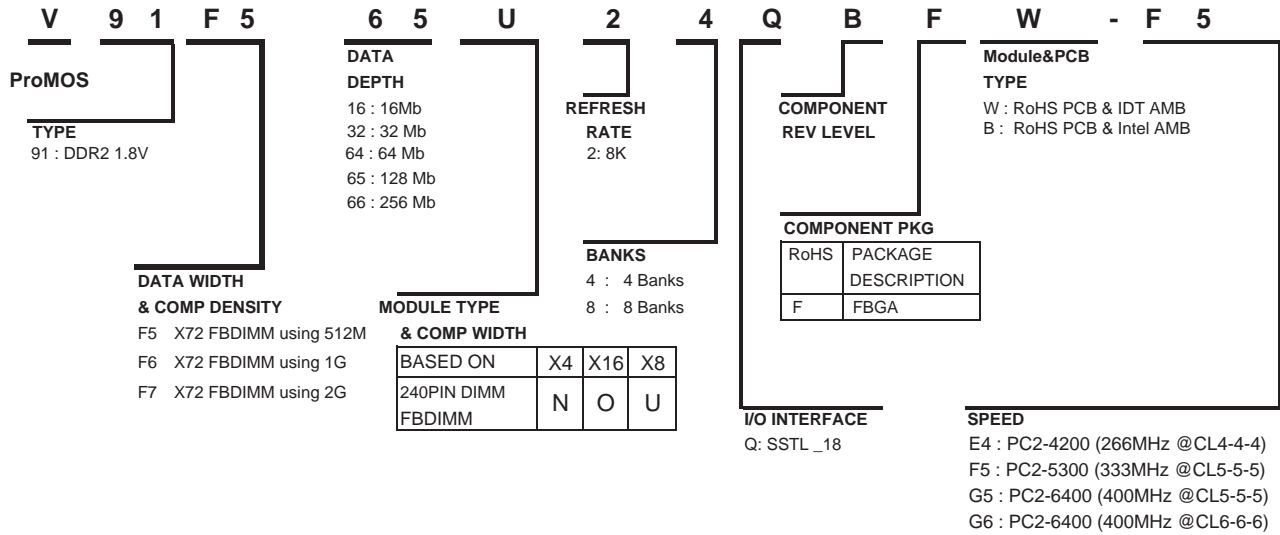 V 91 F5 65 U 2 4 Q B F W - F5
ProMOS
TYPE
91 : DDR2 1.8V
DATA WIDTH
& COMP DENSITY
F5 X72 FBDIMM using 512M
F6 X72 FBDIMM using 1G
F7 X72 FBDIMM using 2G
DATA
DEPTH
16 : 16Mb
32 : 32 Mb
64 : 64 Mb
65 : 128 Mb
66 : 256 Mb
MODULE TYPE
& COMP WIDTH
BASED ON X4 X16 X8
240PIN DIMM
FBDIMM N O U
REFRESH
RATE
2: 8K
BANKS
4 : 4 Banks
8 : 8 Banks
I/O INTERFACE
Q: SSTL _18
COMPONENT
REV LEVEL
COMPONENT PKG
RoHS PACKAGE
DESCRIPTION
F FBGA
Module&PCB
TYPE
W : RoHS PCB & IDT AMB
B : RoHS PCB & Intel AMB
SPEED
E4 : PC2-4200 (266MHz @CL4-4-4)
F5 : PC2-5300 (333MHz @CL5-5-5)
G5 : PC2-6400 (400MHz @CL5-5-5)
G6 : PC2-6400 (400MHz @CL6-6-6)